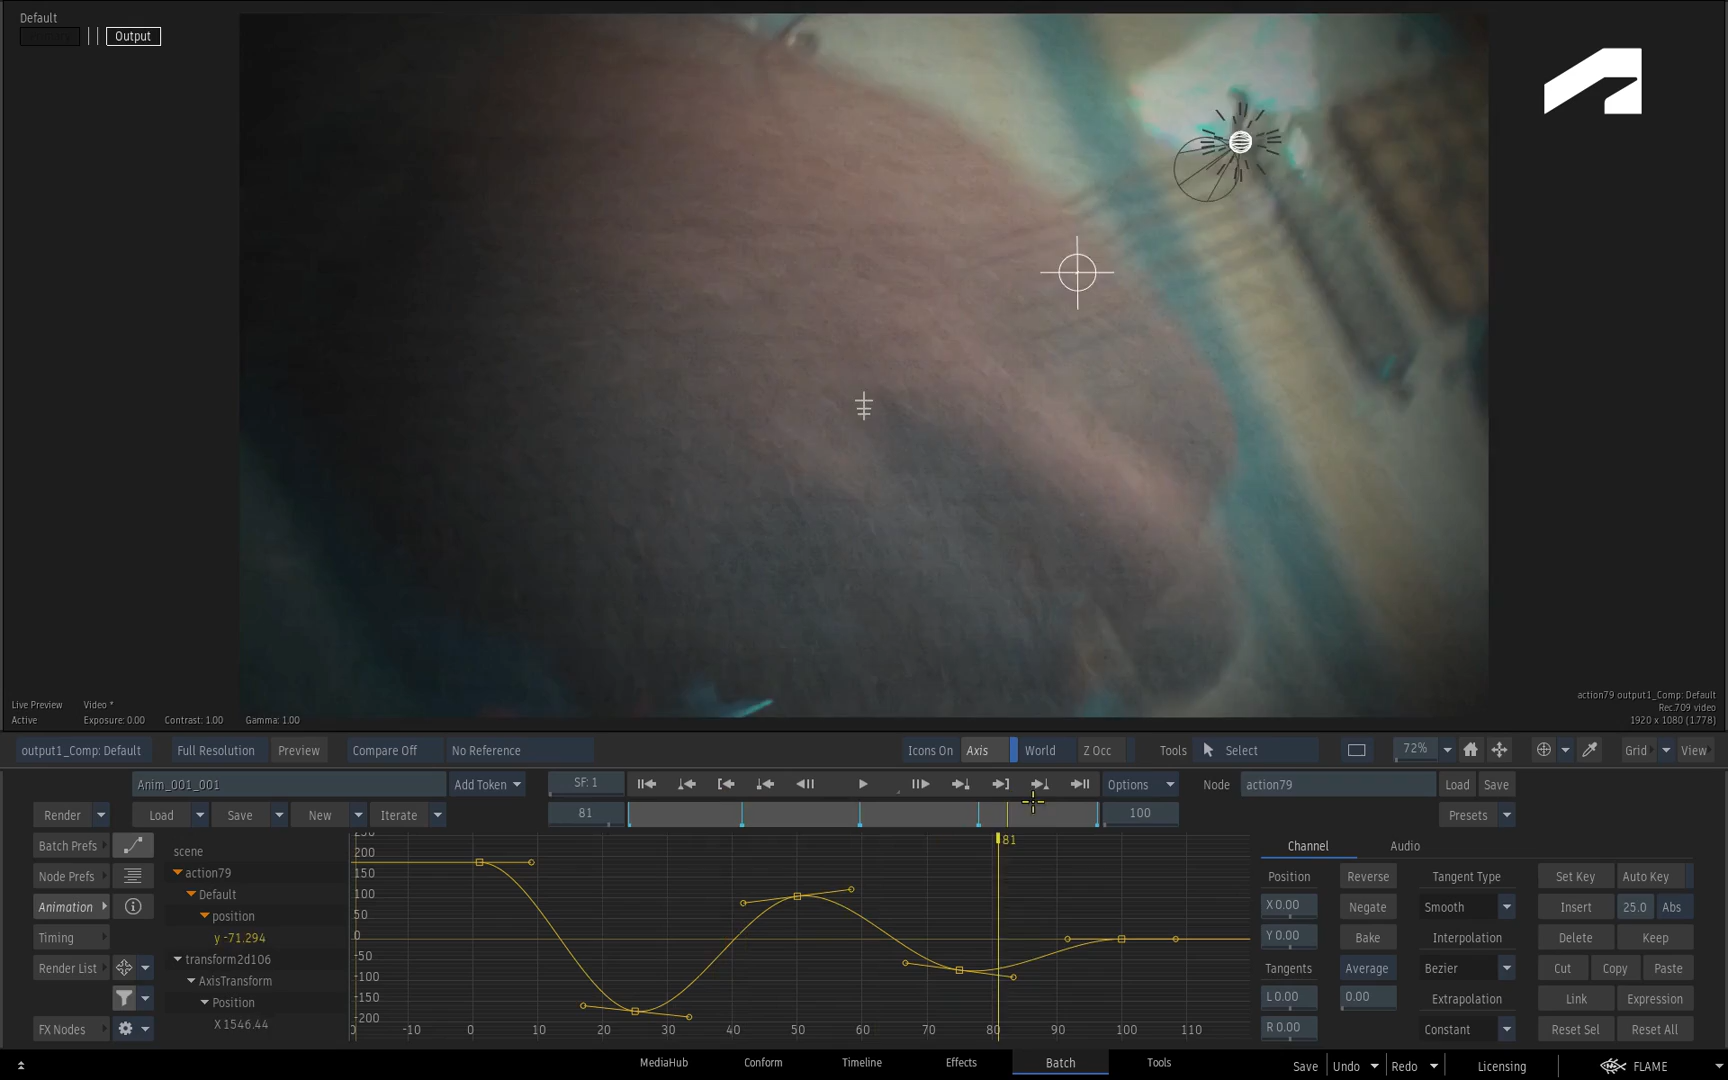 Default
Output
Live Preview Video *
Active Exposure: 0.00 Contrast: 1.00 Gamma: 1.00
action79 output1_Comp: Default
Rec.709 video
1920 x 1080 (1.778)
output1_Comp: Default Full Resolution Preview Compare Off No Reference Icons On Axis World Z Occ Tools Select 72% Grid View
Anim_001_001 Add Token SF: 1 Options Node action79 Load Save
Render Load Save New Iterate 81 100 Presets
Batch Prefs
Node Prefs
Animation
Timing
Render List
FX Nodes
scene
action79
Default
position
y -71.294
transform2d106
AxisTransform
Position
X 1546.44
250
200
150
100
50
0
-50
-100
-150
-200
81
-10 0 10 20 30 40 50 60 70 80 90 100 110
Channel Audio
Position Reverse Tangent Type Set Key Auto Key
X 0.00 Negate Smooth Insert 25.0 Abs
Y 0.00 Bake Interpolation Delete Keep
Tangents Average Bezier Cut Copy Paste
L 0.00 0.00 Extrapolation Link Expression
R 0.00 Constant Reset Sel Reset All
MediaHub Conform Timeline Effects Batch Tools Save Undo Redo Licensing FLAME